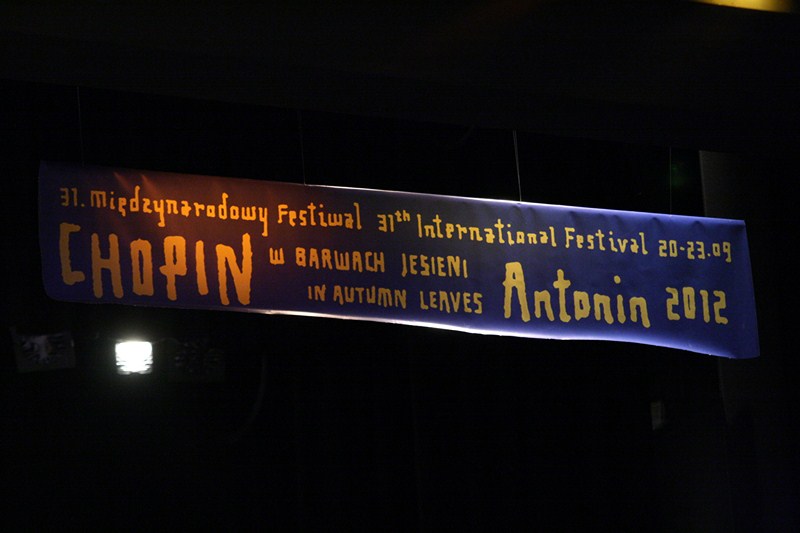 31. Międzynarodowy Festiwal 31th International Festival 20-23.09
CHOPIN W BARWACH JESIENI Antonin 2012
IN AUTUMN LEAVES